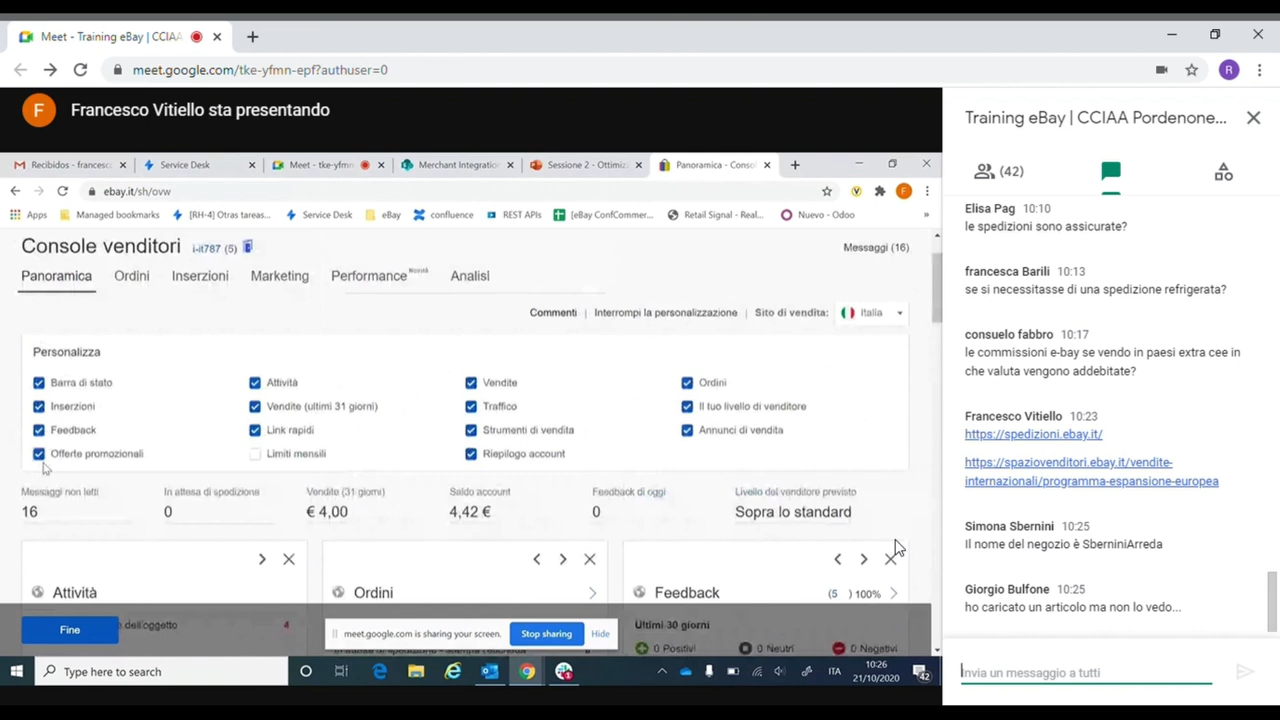 Meet - Training eBay | CCIAA
meet.google.com/tke-yfmn-epf?authuser=0
R
F
Francesco Vitiello sta presentando
Recibidos - francesc
Service Desk
Meet - tke-yfmn
Merchant Integration
Sessione 2 - Ottimiz
Panoramica - Conso
ebay.it/sh/ovw
F
Apps
Managed bookmarks
[RH-4] Otras tareas...
Service Desk
eBay
confluence
REST APIs
[eBay ConfCommer...
Retail Signal - Real...
Nuevo - Odoo
»
Console venditori
i-it787 (5)
Messaggi (16)
Panoramica
Ordini
Inserzioni
Marketing
Performance Novità
Analisi
Commenti | Interrompi la personalizzazione | Sito di vendita: Italia
Personalizza
Barra di stato
Attività
Vendite
Ordini
Inserzioni
Vendite (ultimi 31 giorni)
Traffico
Il tuo livello di venditore
Feedback
Link rapidi
Strumenti di vendita
Annunci di vendita
Offerte promozionali
Limiti mensili
Riepilogo account
Messaggi non letti
16
In attesa di spedizione
0
Vendite (31 giorni)
€ 4,00
Saldo account
4,42 €
Feedback di oggi
0
Livello del venditore previsto
Sopra lo standard
Attività
Ordini
Feedback
(5 ) 100%
dell'oggetto
4
Ultimi 30 giorni
0 Positivi
0 Neutri
0 Negativi
Fine
meet.google.com is sharing your screen.
Stop sharing
Hide
Type here to search
ITA
10:26
21/10/2020
42
Training eBay | CCIAA Pordenone...
(42)
Elisa Pag 10:10
le spedizioni sono assicurate?
francesca Barili 10:13
se si necessitasse di una spedizione refrigerata?
consuelo fabbro 10:17
le commissioni e-bay se vendo in paesi extra cee in
che valuta vengono addebitate?
Francesco Vitiello 10:23
https://spedizioni.ebay.it/
https://spaziovenditori.ebay.it/vendite-
internazionali/programma-espansione-europea
Simona Sbernini 10:25
Il nome del negozio è SberniniArreda
Giorgio Bulfone 10:25
ho caricato un articolo ma non lo vedo...
Invia un messaggio a tutti